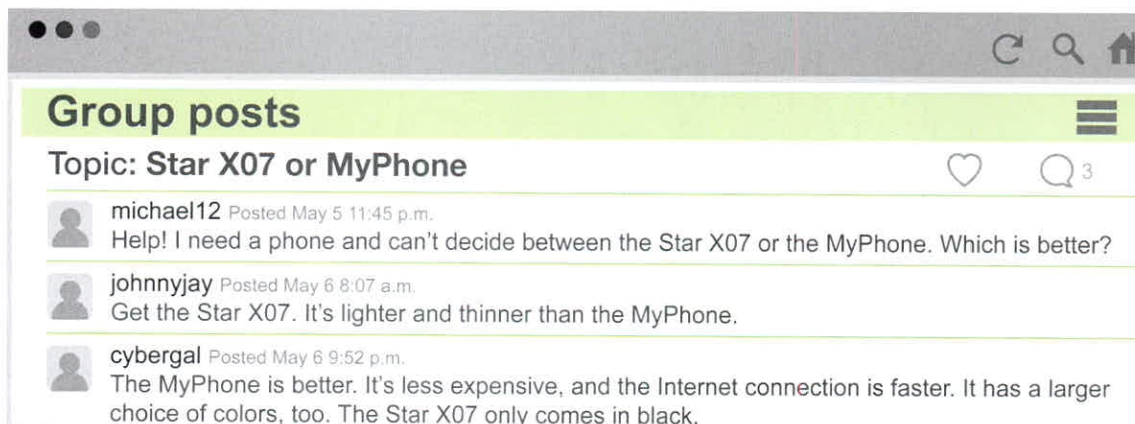 Group posts
Topic: Star X07 or MyPhone
3
michael12 Posted May 5 11:45 p.m.
Help! I need a phone and can't decide between the Star X07 or the MyPhone. Which is better?
johnnyjay Posted May 6 8:07 a.m.
Get the Star X07. It's lighter and thinner than the MyPhone.
cybergal Posted May 6 9:52 p.m.
The MyPhone is better. It's less expensive, and the Internet connection is faster. It has a larger
choice of colors, too. The Star X07 only comes in black.